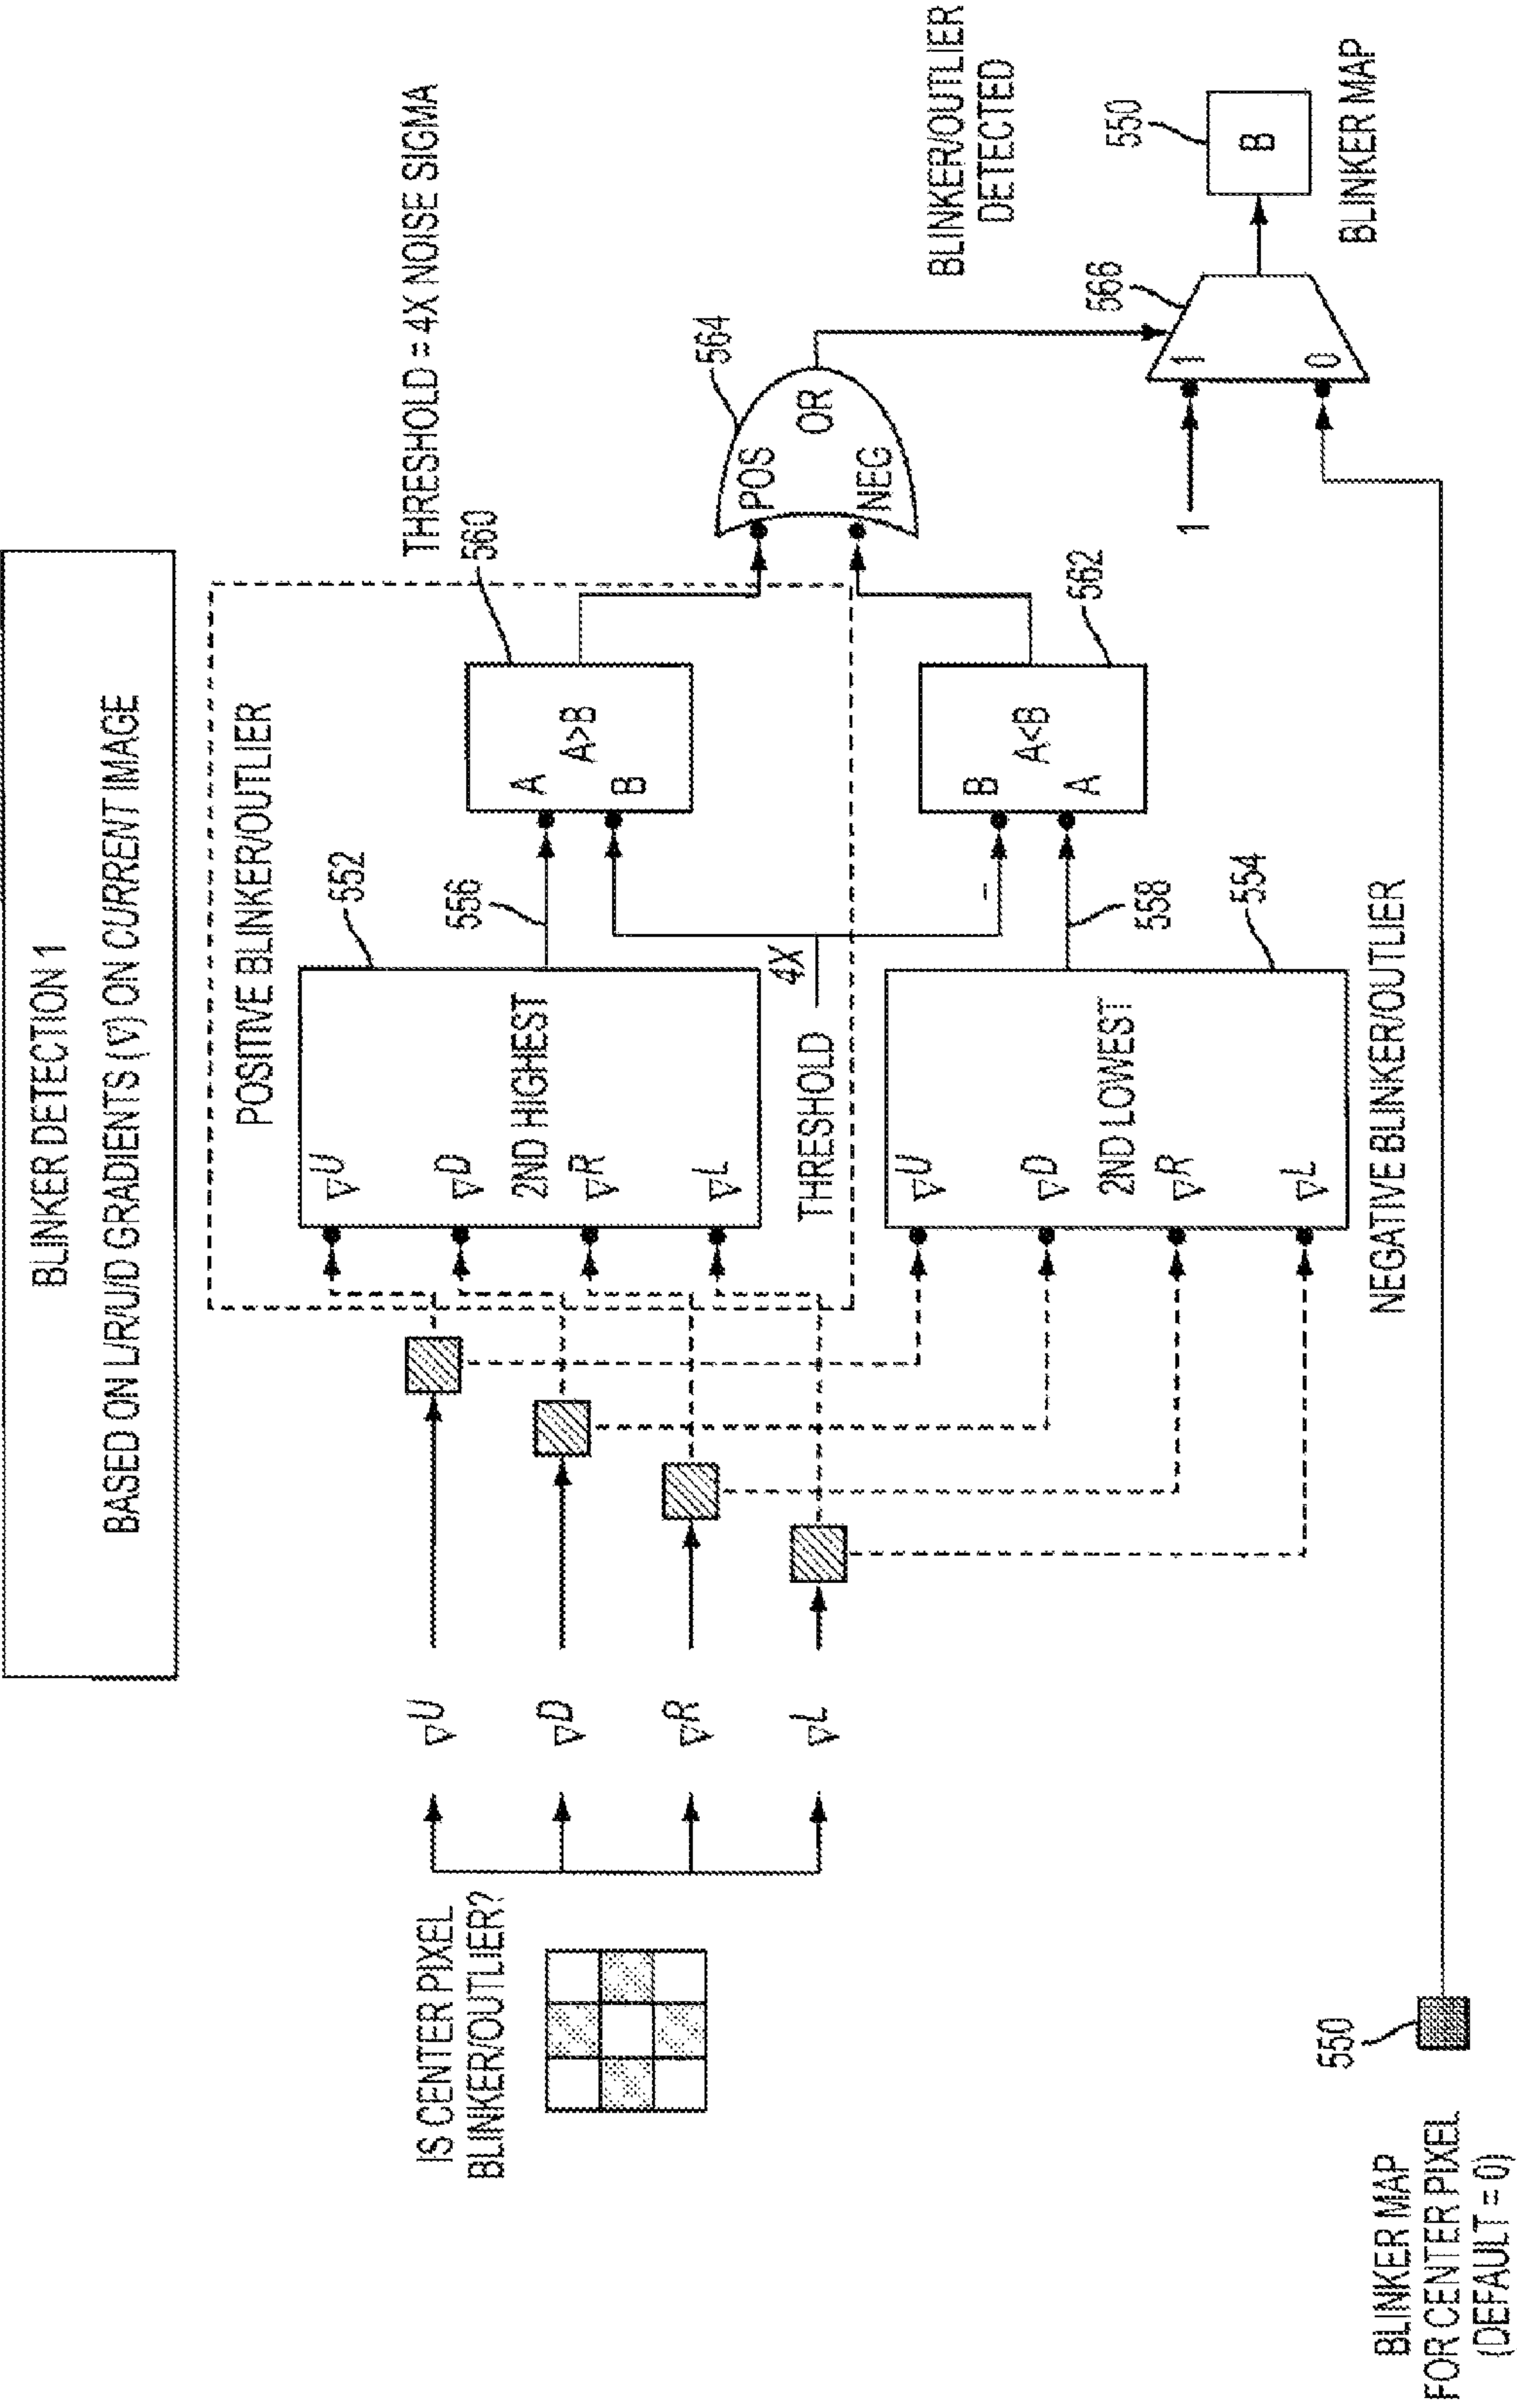 BLINKER DETECTION 1
BASED ON L/R/U/D GRADIENTS (∇) ON CURRENT IMAGE
THRESHOLD = 4X NOISE SIGMA
POSITIVE BLINKER/OUTLIER
IS CENTER PIXEL
BLINKER/OUTLIER?
∇U
∇D
∇R
∇L
552
∇U
∇D
2ND HIGHEST
∇R
∇L
556
THRESHOLD
4X
560
A
A>B
B
554
∇U
∇D
2ND LOWEST
∇R
∇L
558
–
562
B
A<B
A
NEGATIVE BLINKER/OUTLIER
564
POS
OR
NEG
BLINKER/OUTLIER
DETECTED
566
1
1
0
550
B
BLINKER MAP
550
BLINKER MAP
FOR CENTER PIXEL
(DEFAULT = 0)